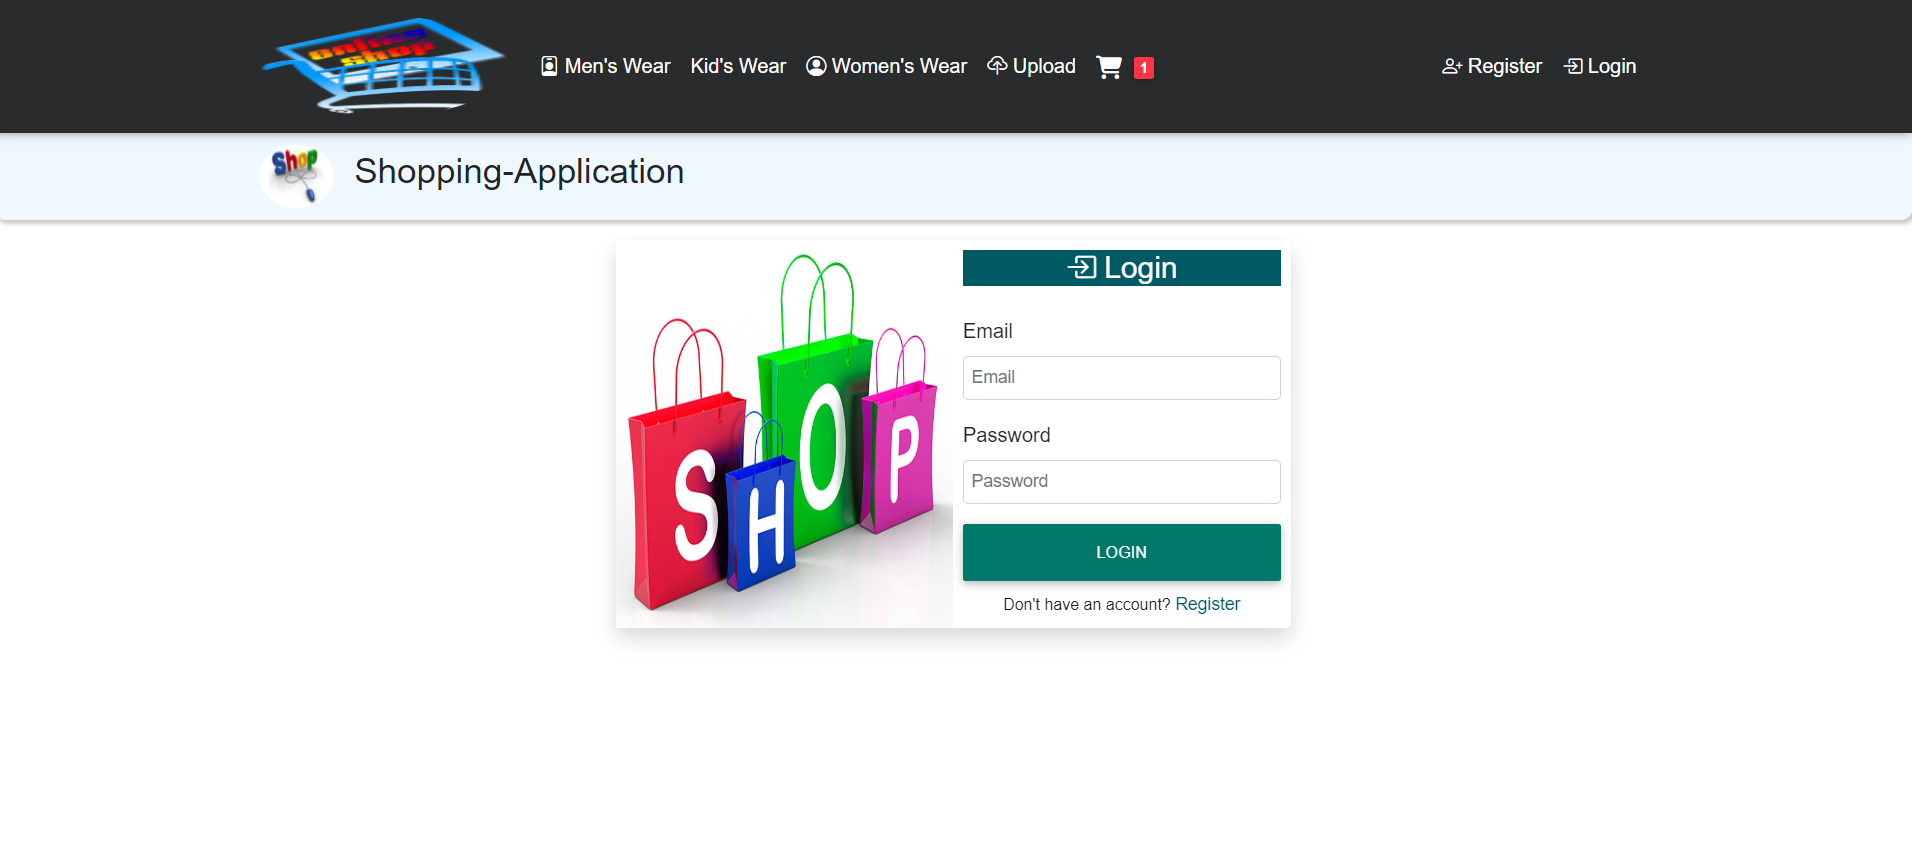 online
shop
Men's Wear Kid's Wear Women's Wear Upload 1 Register Login
Shop
Shopping-Application
Login
Email
Email
Password
Password
LOGIN
Don't have an account? Register
SHOP